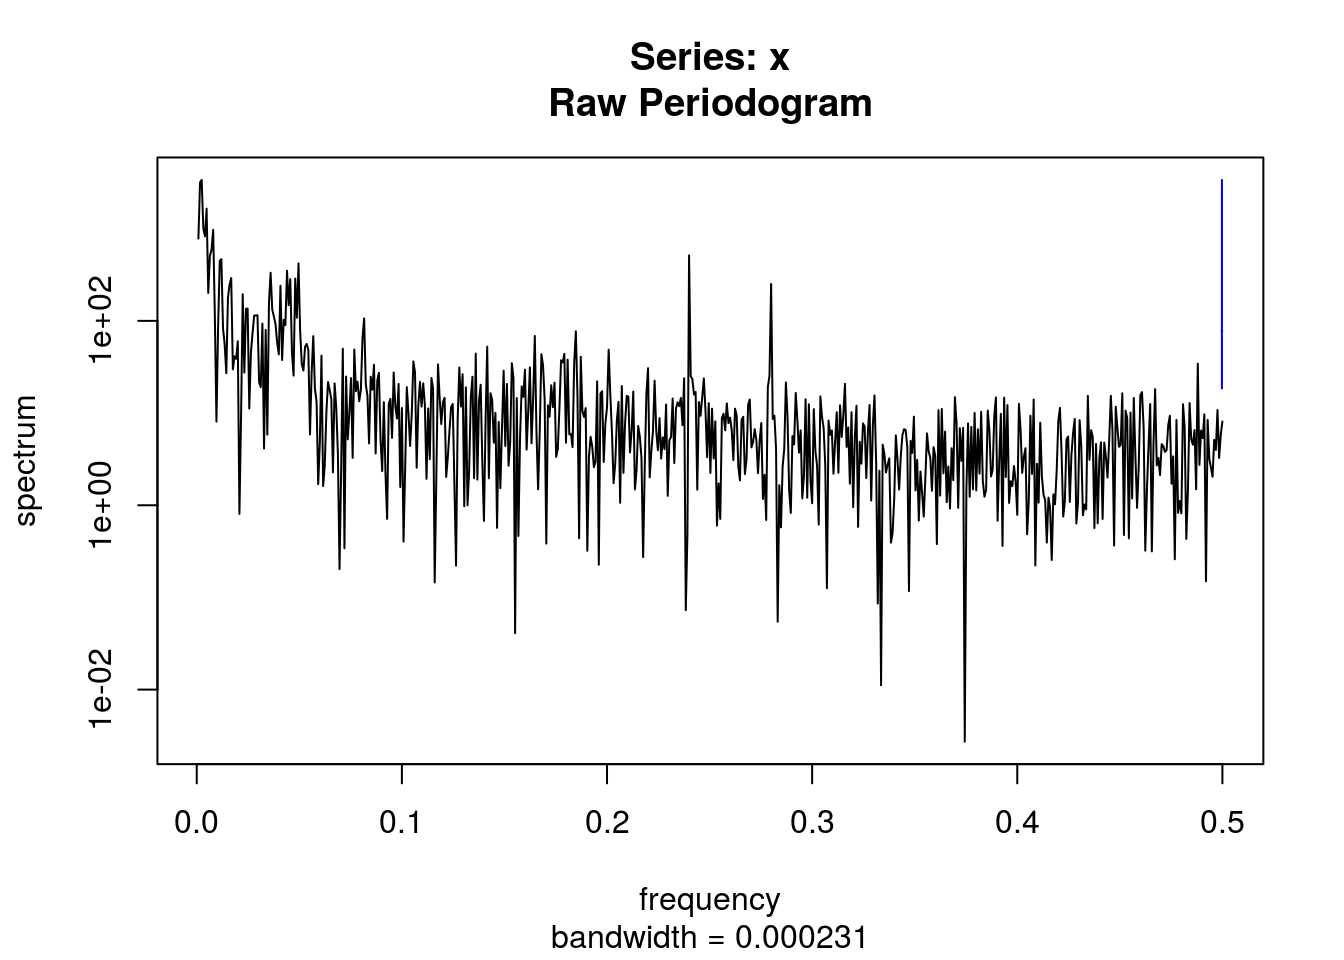 Series: x
Raw Periodogram
spectrum
1e+02
1e+00
1e-02
0.0 0.1 0.2 0.3 0.4 0.5
frequency
bandwidth = 0.000231